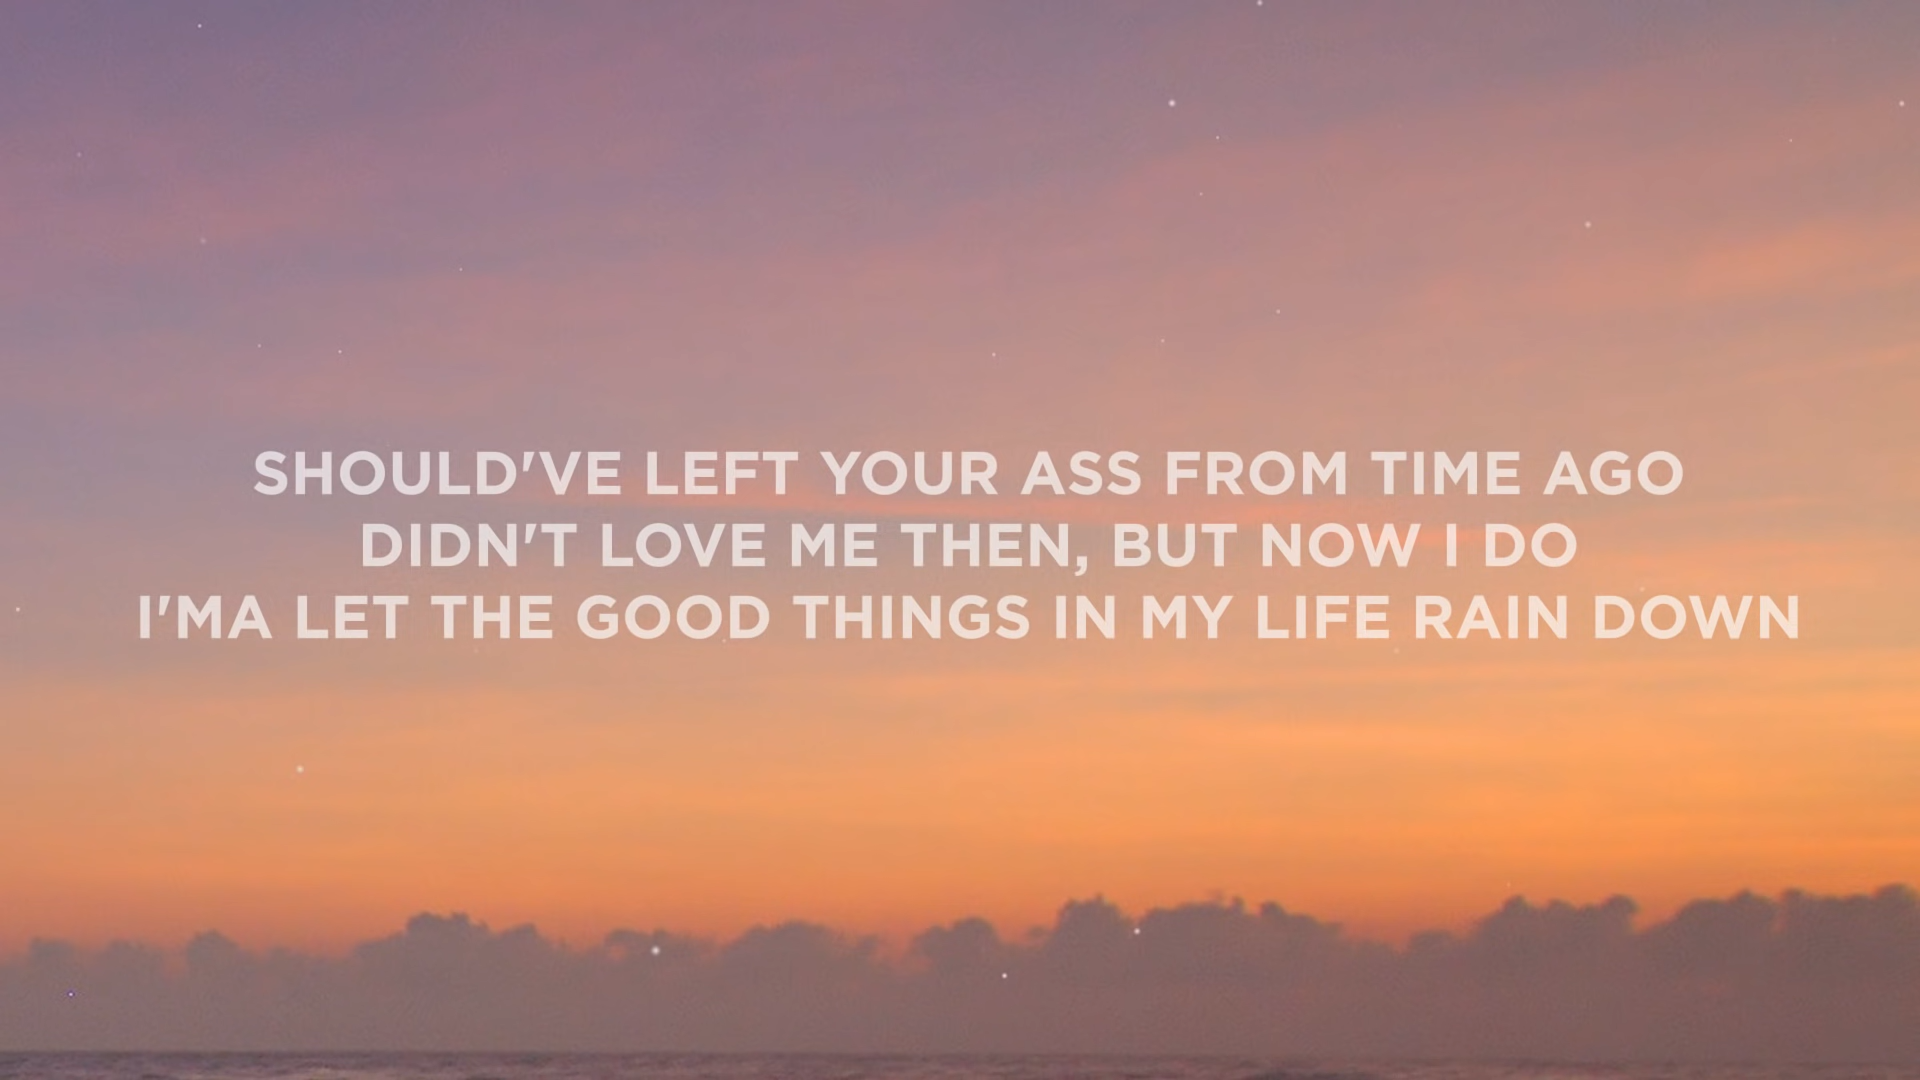 SHOULD'VE LEFT YOUR ASS FROM TIME AGO
DIDN'T LOVE ME THEN, BUT NOW I DO
I'MA LET THE GOOD THINGS IN MY LIFE RAIN DOWN